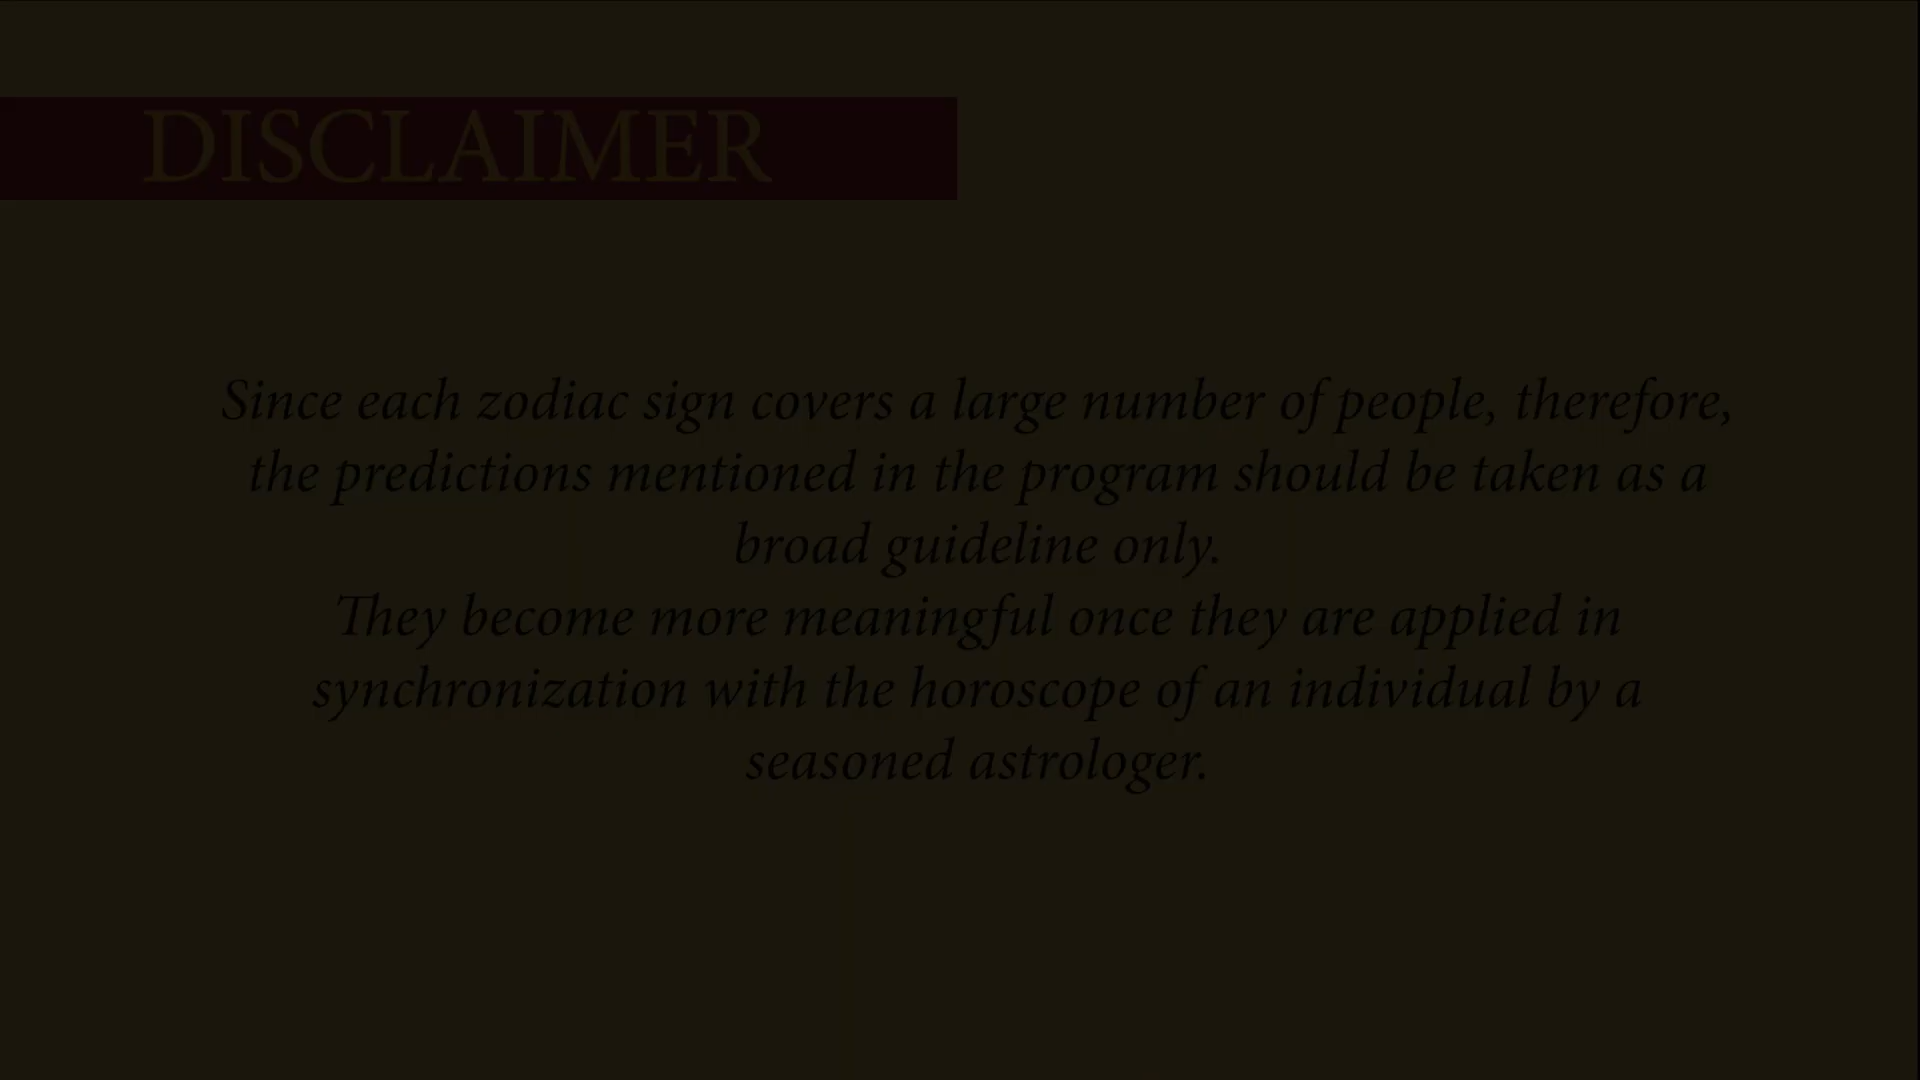 DISCLAIMER
Since each zodiac sign covers a large number of people, therefore,
the predictions mentioned in the program should be taken as a
broad guideline only.
They become more meaningful once they are applied in
synchronization with the horoscope of an individual by a
seasoned astrologer.